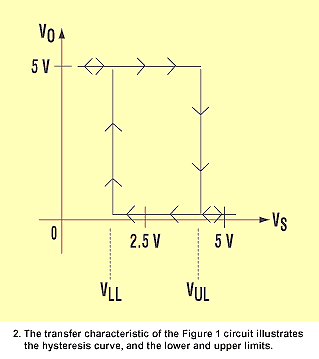 VO
5 V
VS
0
2.5 V
5 V
VLL
VUL
2. The transfer characteristic of the Figure 1 circuit illustrates
the hysteresis curve, and the lower and upper limits.